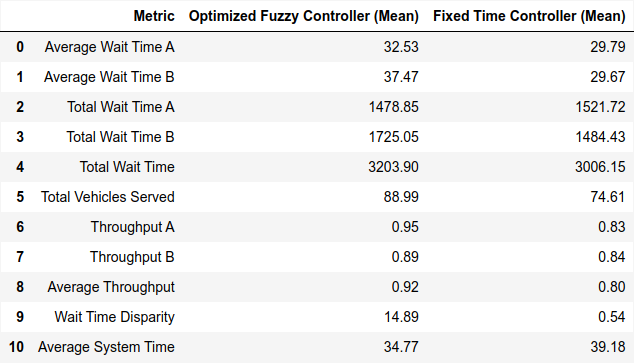 Metric Optimized Fuzzy Controller (Mean) Fixed Time Controller (Mean)
0 Average Wait Time A 32.53 29.79
1 Average Wait Time B 37.47 29.67
2 Total Wait Time A 1478.85 1521.72
3 Total Wait Time B 1725.05 1484.43
4 Total Wait Time 3203.90 3006.15
5 Total Vehicles Served 88.99 74.61
6 Throughput A 0.95 0.83
7 Throughput B 0.89 0.84
8 Average Throughput 0.92 0.80
9 Wait Time Disparity 14.89 0.54
10 Average System Time 34.77 39.18